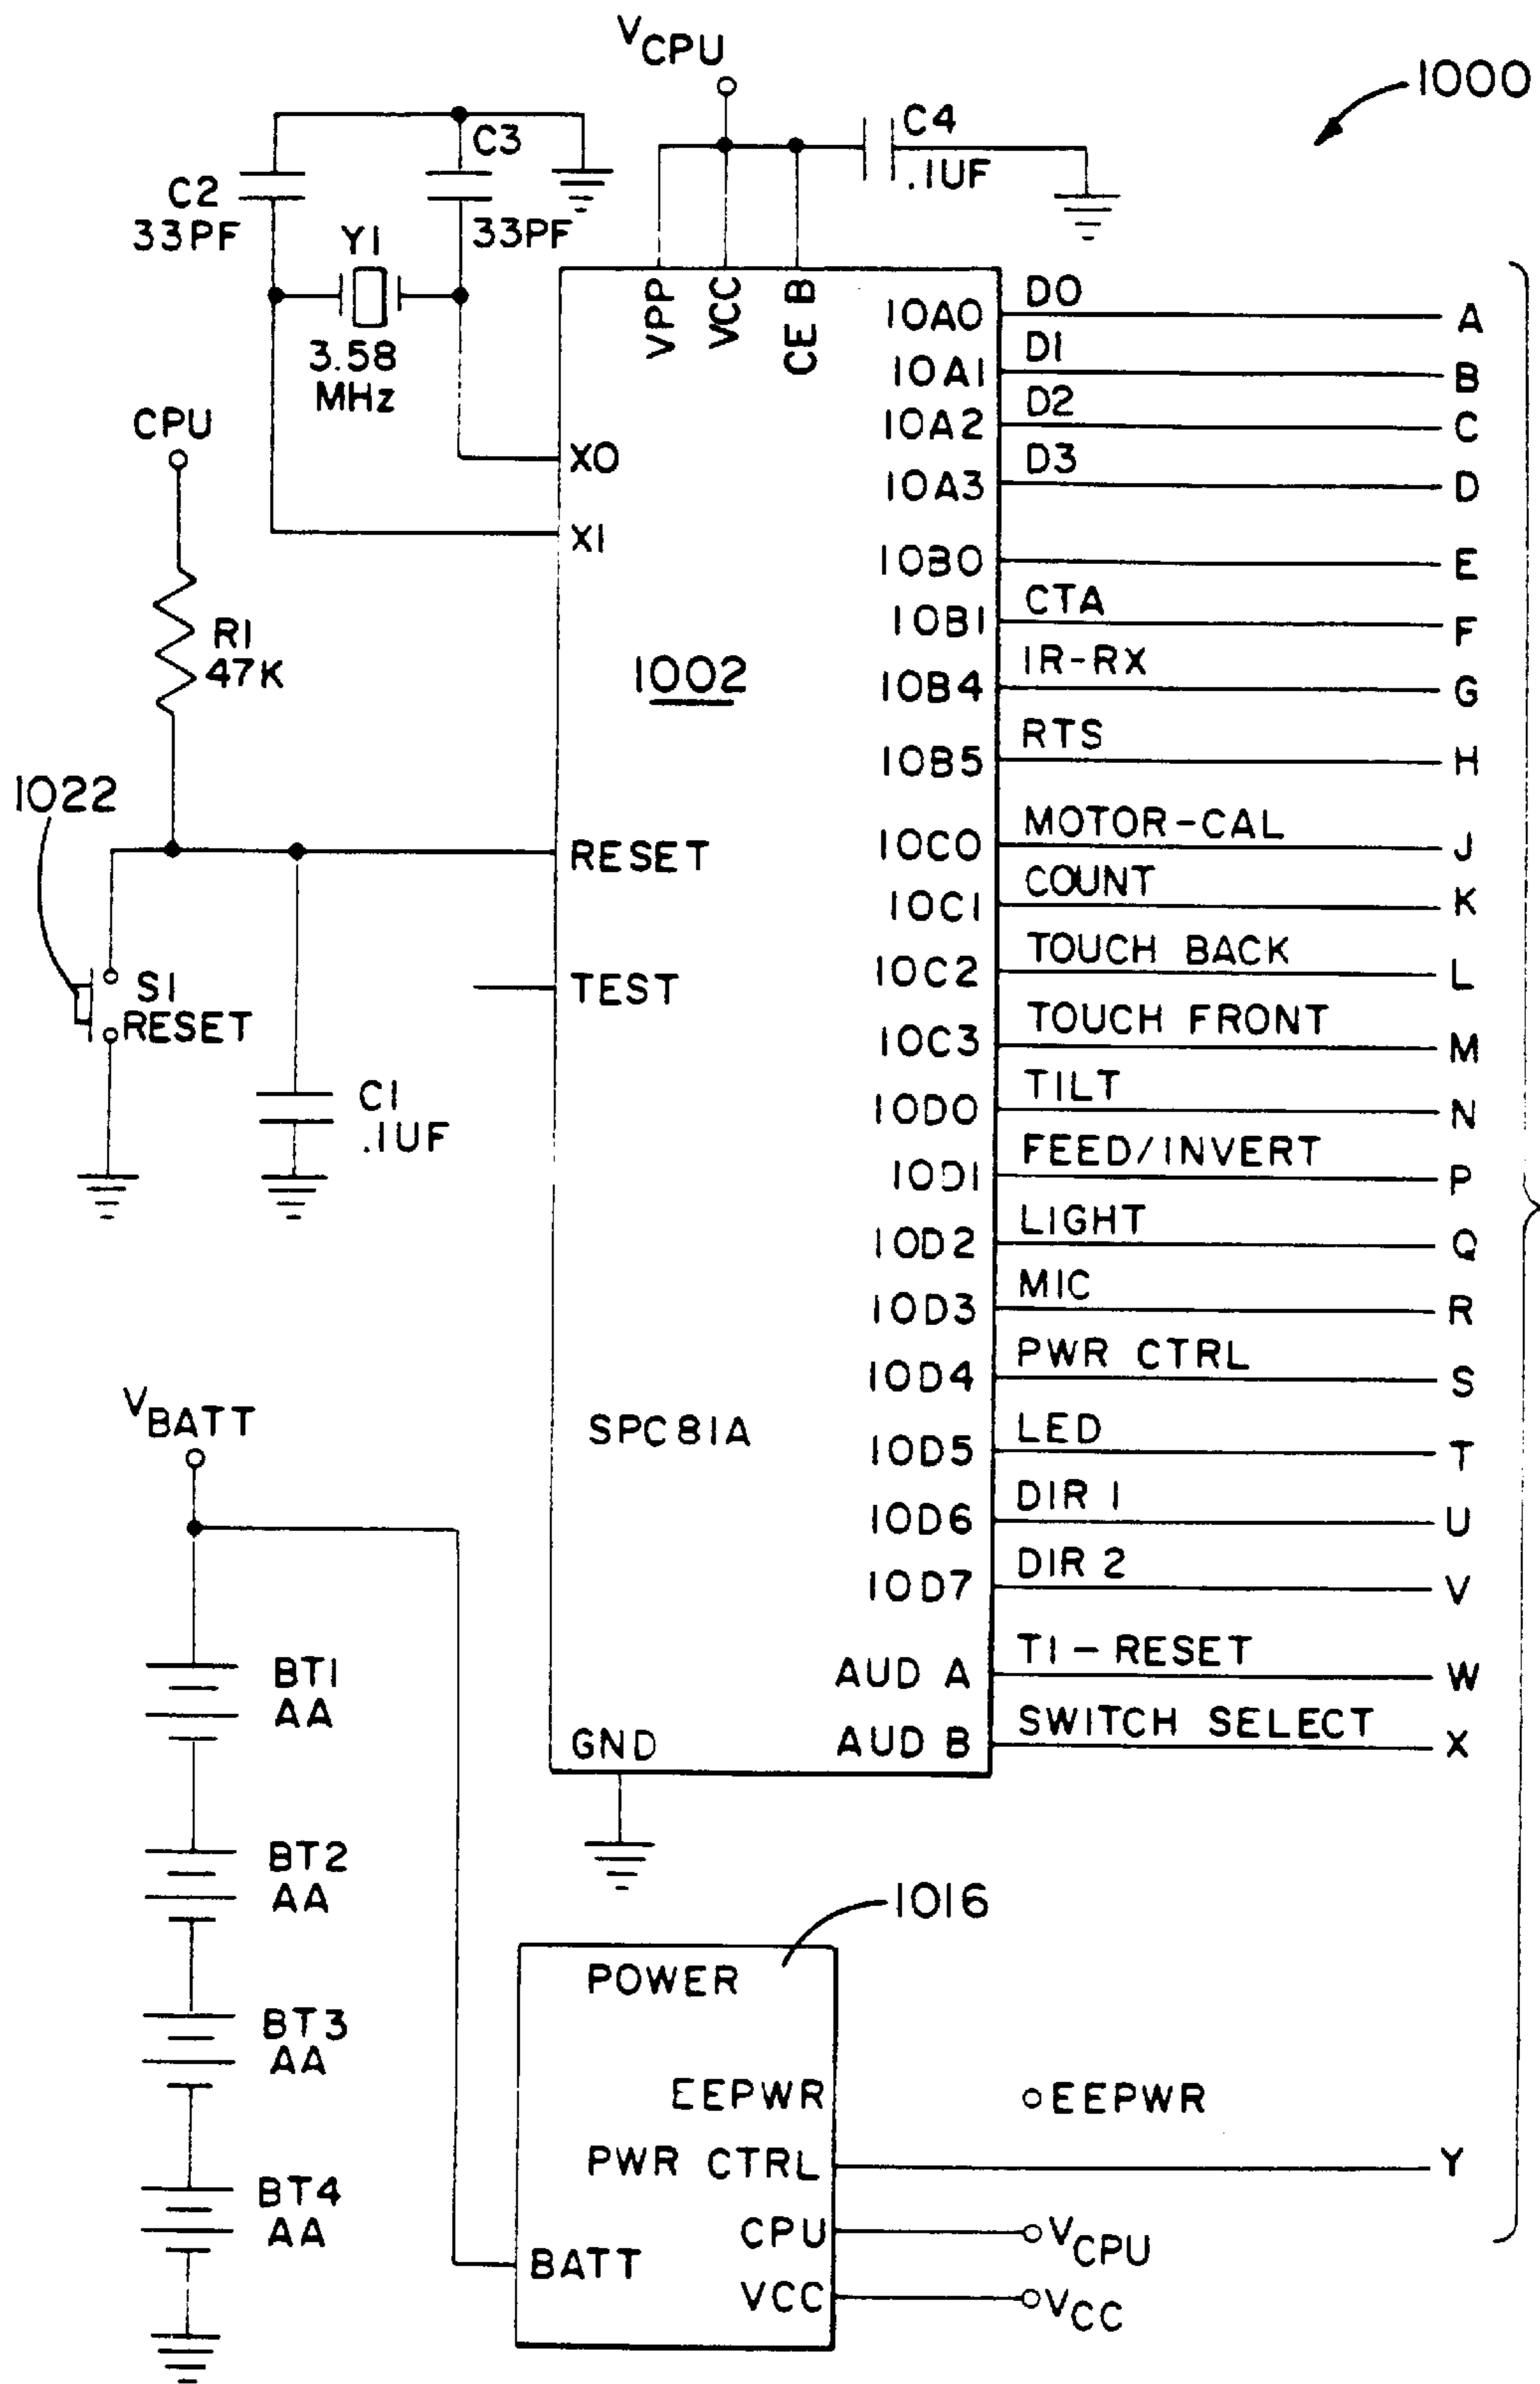 VCPU
1000
C3
C4
.1UF
C2
33PF
33PF
Y1
3.58
MHz
VPP
VCC
CE B
CPU
X0
X1
R1
47K
1002
1022
RESET
TEST
S1
RESET
C1
.1UF
SPC81A
GND
IOA0 D0 A
IOA1 D1 B
IOA2 D2 C
IOA3 D3 D
IOB0 E
IOB1 CTA F
IOB4 IR-RX G
IOB5 RTS H
IOC0 MOTOR-CAL J
IOC1 COUNT K
IOC2 TOUCH BACK L
IOC3 TOUCH FRONT M
IOD0 TILT N
IOD1 FEED/INVERT P
IOD2 LIGHT Q
IOD3 MIC R
IOD4 PWR CTRL S
IOD5 LED T
IOD6 DIR 1 U
IOD7 DIR 2 V
AUD A TI-RESET W
AUD B SWITCH SELECT X
VBATT
BT1
AA
BT2
AA
BT3
AA
BT4
AA
1016
POWER
EEPWR EEPWR
PWR CTRL Y
CPU VCPU
BATT
VCC VCC